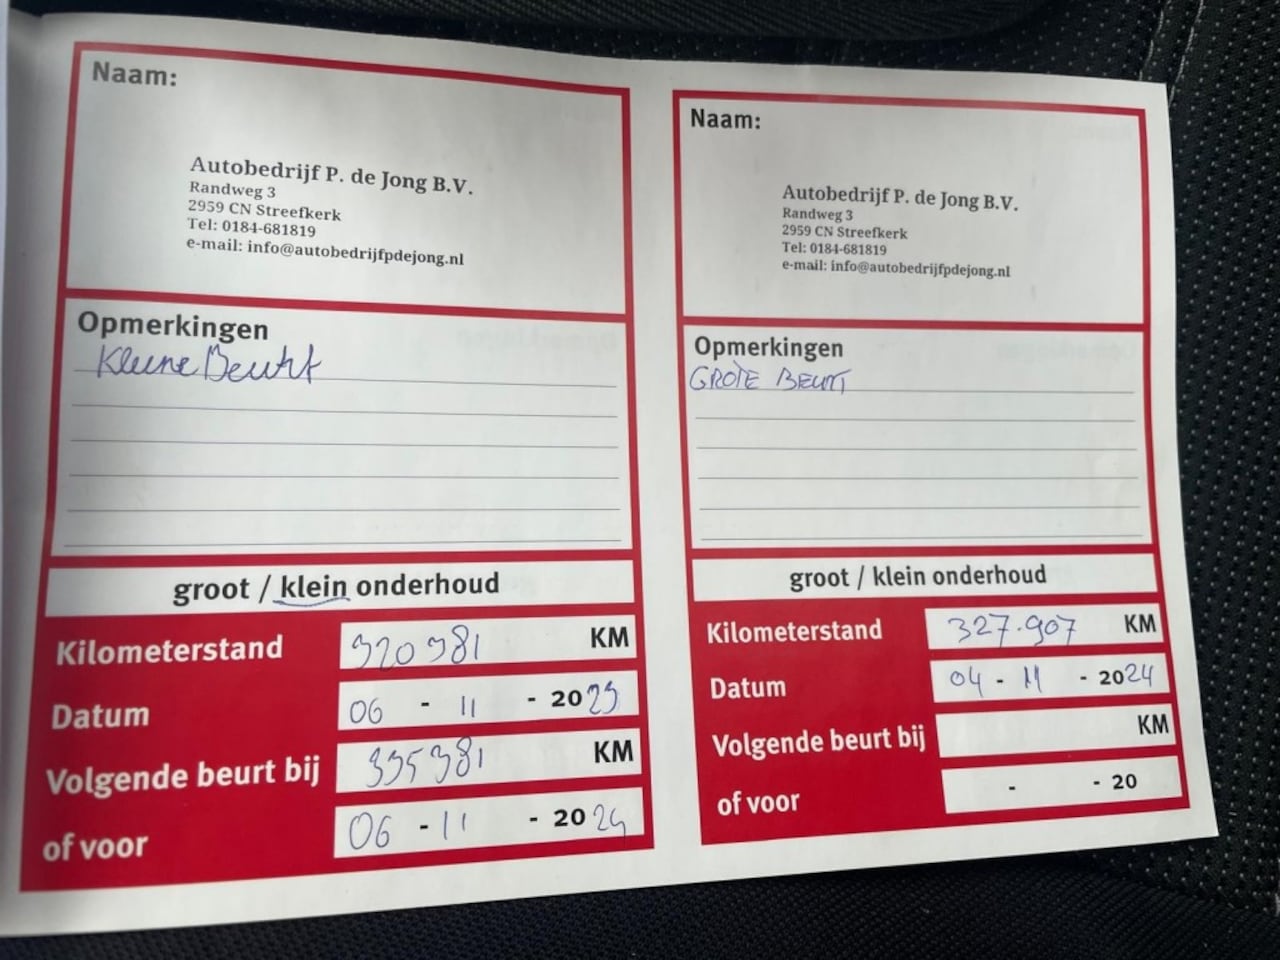 Naam:
Autobedrijf P. de Jong B.V.
Randweg 3
2959 CN Streefkerk
Tel: 0184-681819
e-mail: info@autobedrijfpdejong.nl
Opmerkingen
Kleine Beurt
groot / klein onderhoud
Kilometerstand 320381 KM
Datum 06 - 11 - 2023
Volgende beurt bij 335381 KM
of voor 06 - 11 - 2024
Naam:
Autobedrijf P. de Jong B.V.
Randweg 3
2959 CN Streefkerk
Tel: 0184-681819
e-mail: info@autobedrijfpdejong.nl
Opmerkingen
GROTE BEURT
groot / klein onderhoud
Kilometerstand 327.907 KM
Datum 04 - 11 - 2024
Volgende beurt bij KM
of voor - - 20